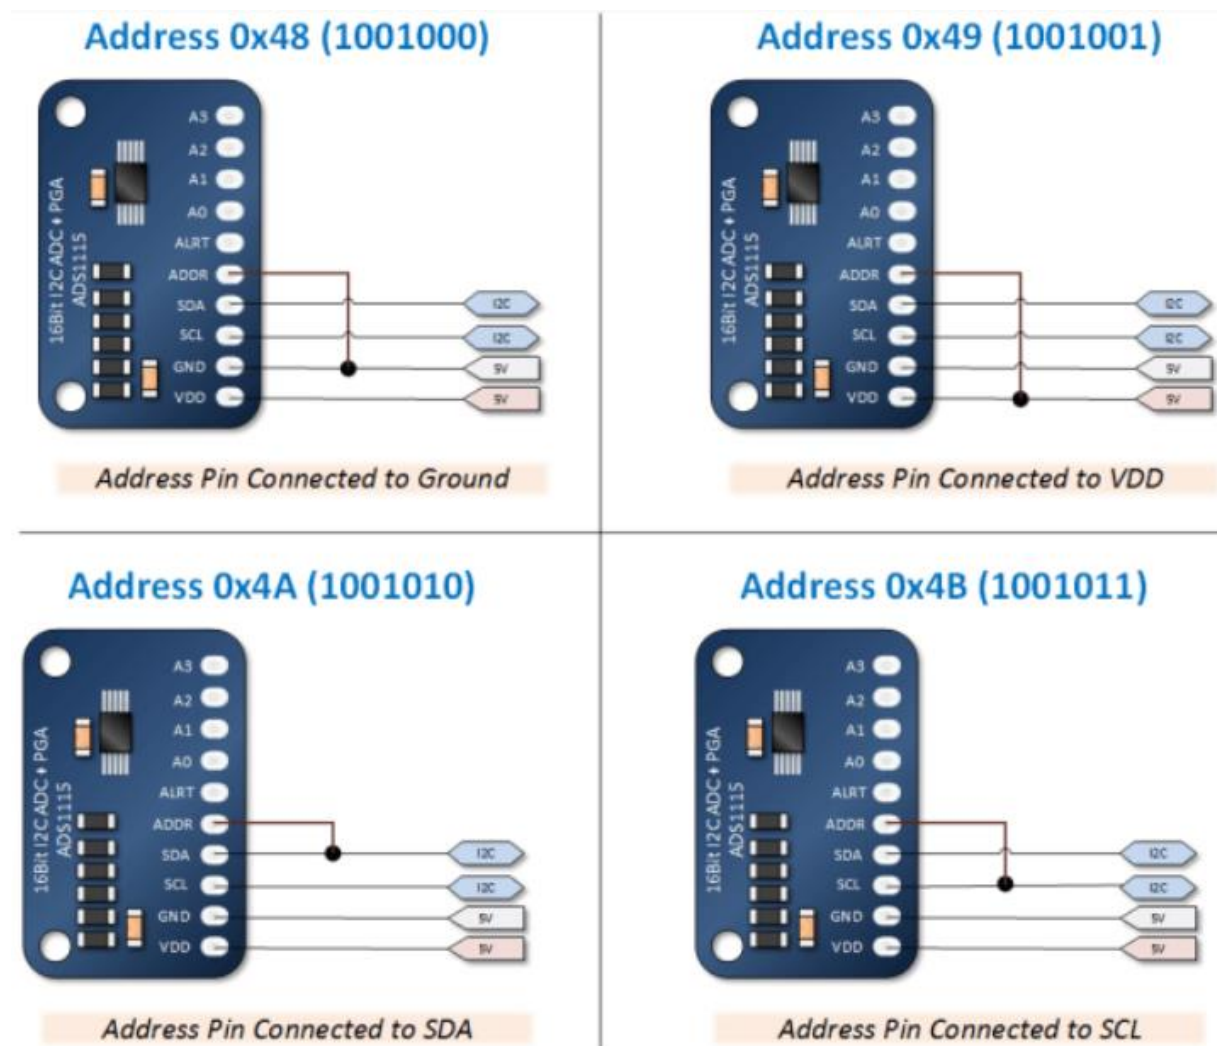 Address 0x48 (1001000)
A3
A2
A1
A0
ALRT
ADDR
SDA
SCL
GND
VDD
16Bit I2C ADC + PGA
ADS1115
I2C
I2C
5V
5V
Address Pin Connected to Ground
Address 0x49 (1001001)
A3
A2
A1
A0
ALRT
ADDR
SDA
SCL
GND
VDD
16Bit I2C ADC + PGA
ADS1115
I2C
I2C
5V
5V
Address Pin Connected to VDD
Address 0x4A (1001010)
A3
A2
A1
A0
ALRT
ADDR
SDA
SCL
GND
VDD
16Bit I2C ADC + PGA
ADS1115
I2C
I2C
5V
5V
Address Pin Connected to SDA
Address 0x4B (1001011)
A3
A2
A1
A0
ALRT
ADDR
SDA
SCL
GND
VDD
16Bit I2C ADC + PGA
ADS1115
I2C
I2C
5V
5V
Address Pin Connected to SCL